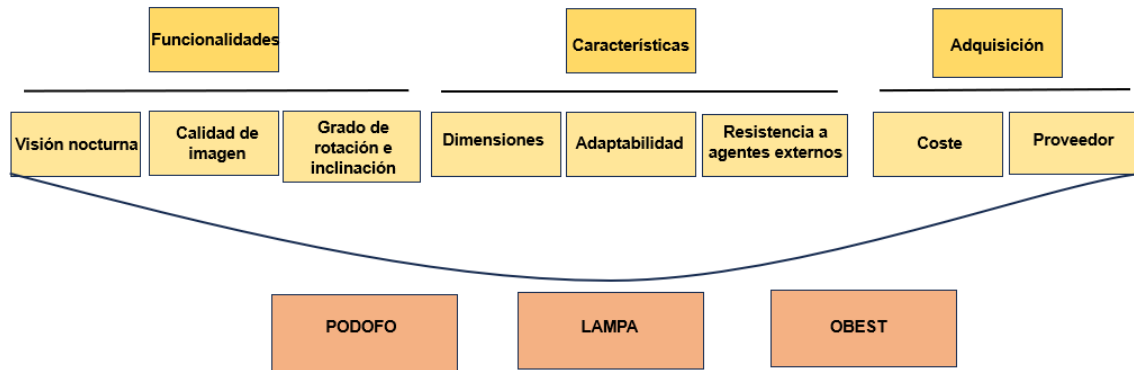 Funcionalidades
Características
Adquisición
Visión nocturna
Calidad de
imagen
Grado de
rotación e
inclinación
Dimensiones
Adaptabilidad
Resistencia a
agentes externos
Coste
Proveedor
PODOFO
LAMPA
OBEST